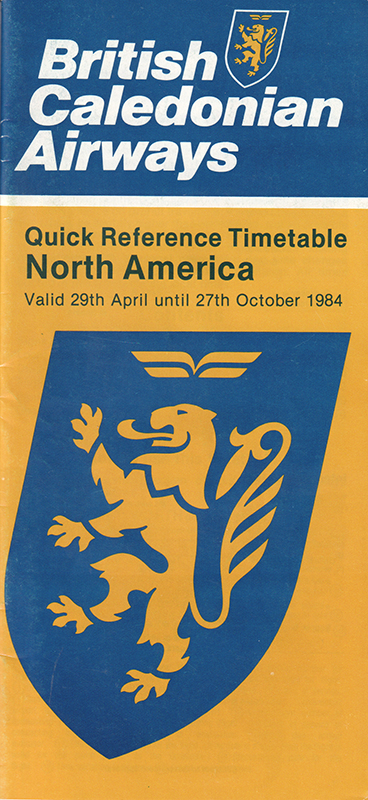 British
Caledonian
Airways
Quick Reference Timetable
North America
Valid 29th April until 27th October 1984